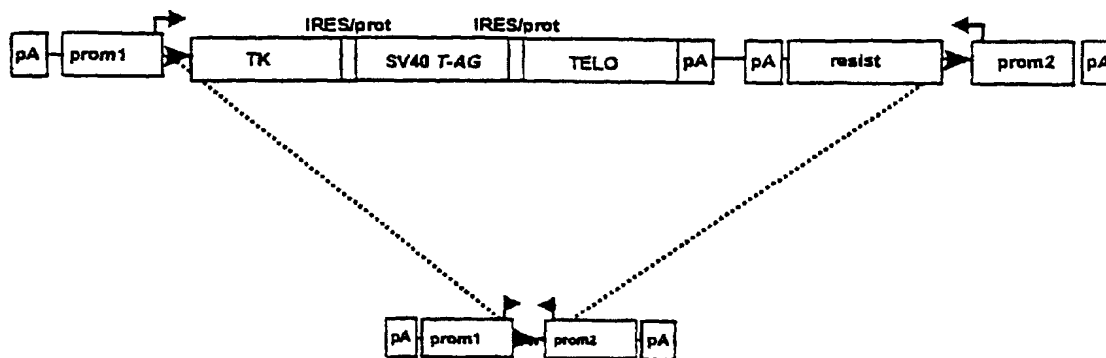 IRES/prot IRES/prot
pA prom1 TK SV40 T-AG TELO pA pA resist prom2 pA
pA prom1 prom2 pA